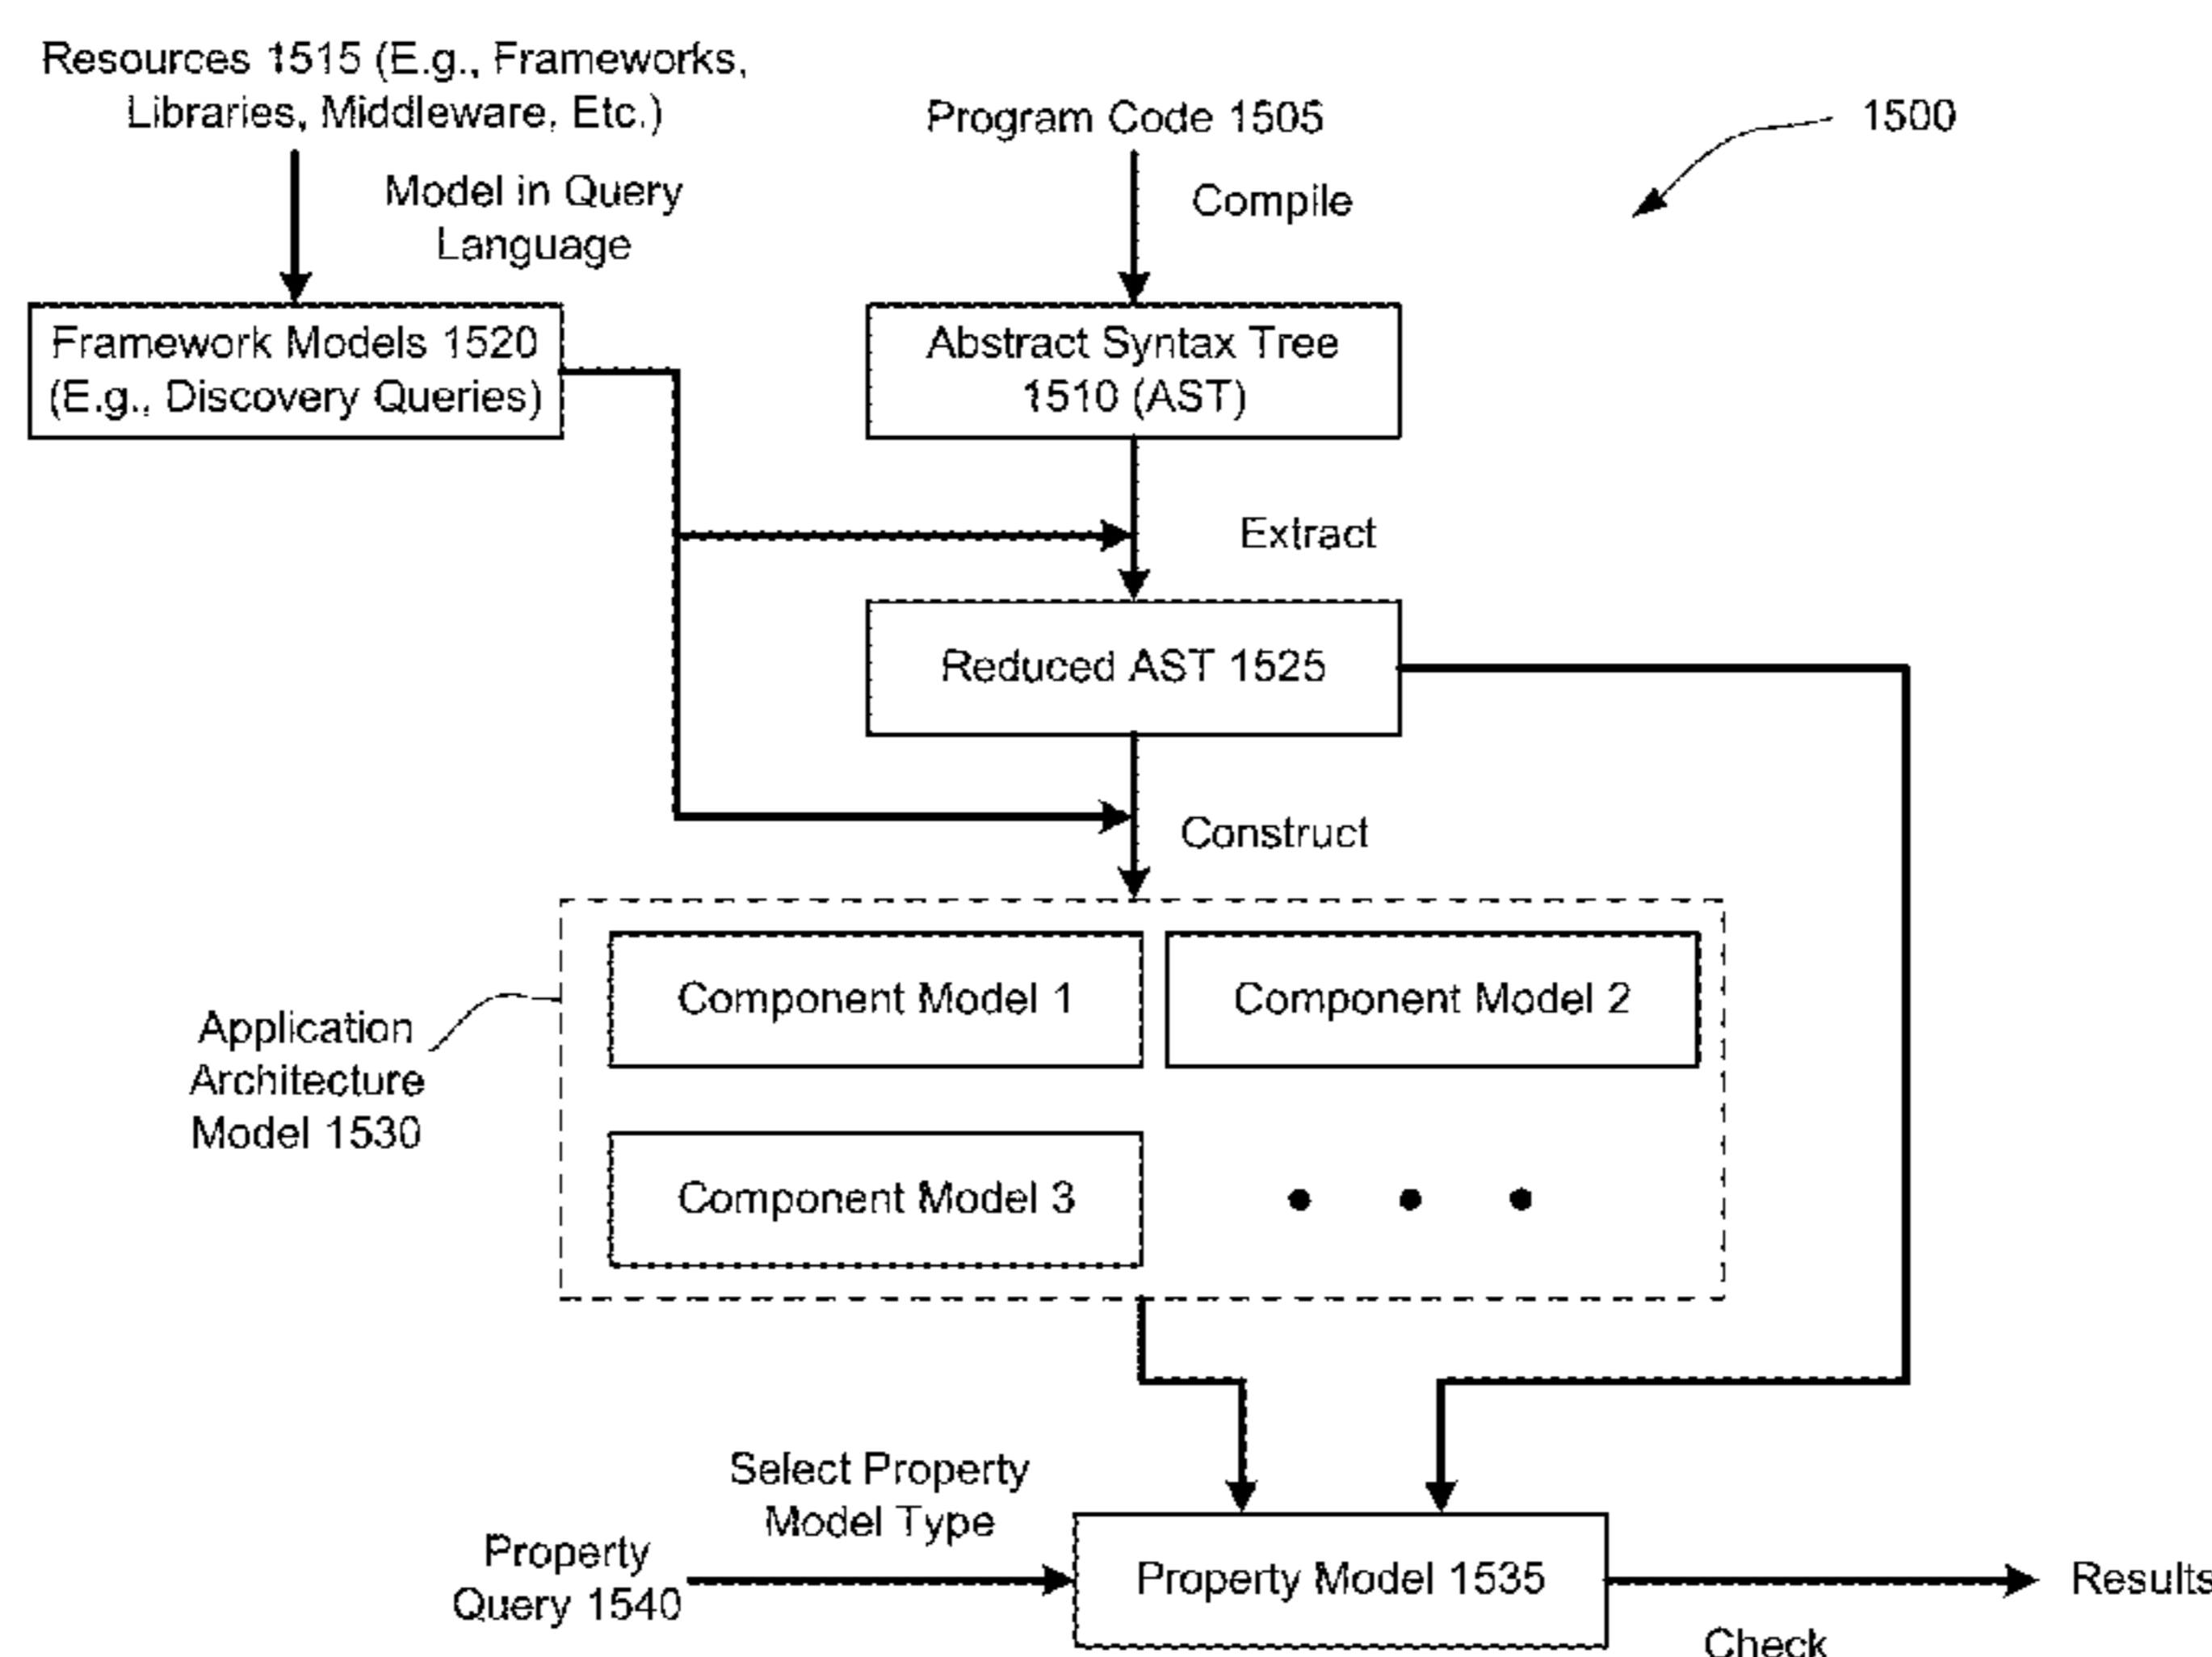 Resources 1515 (E.g., Frameworks,
Libraries, Middleware, Etc.)
Program Code 1505
1500
Model in Query
Language
Compile
Framework Models 1520
(E.g., Discovery Queries)
Abstract Syntax Tree
1510 (AST)
Extract
Reduced AST 1525
Construct
Component Model 1
Component Model 2
Application
Architecture
Model 1530
Component Model 3
Select Property
Model Type
Property
Query 1540
Property Model 1535
Results
Check